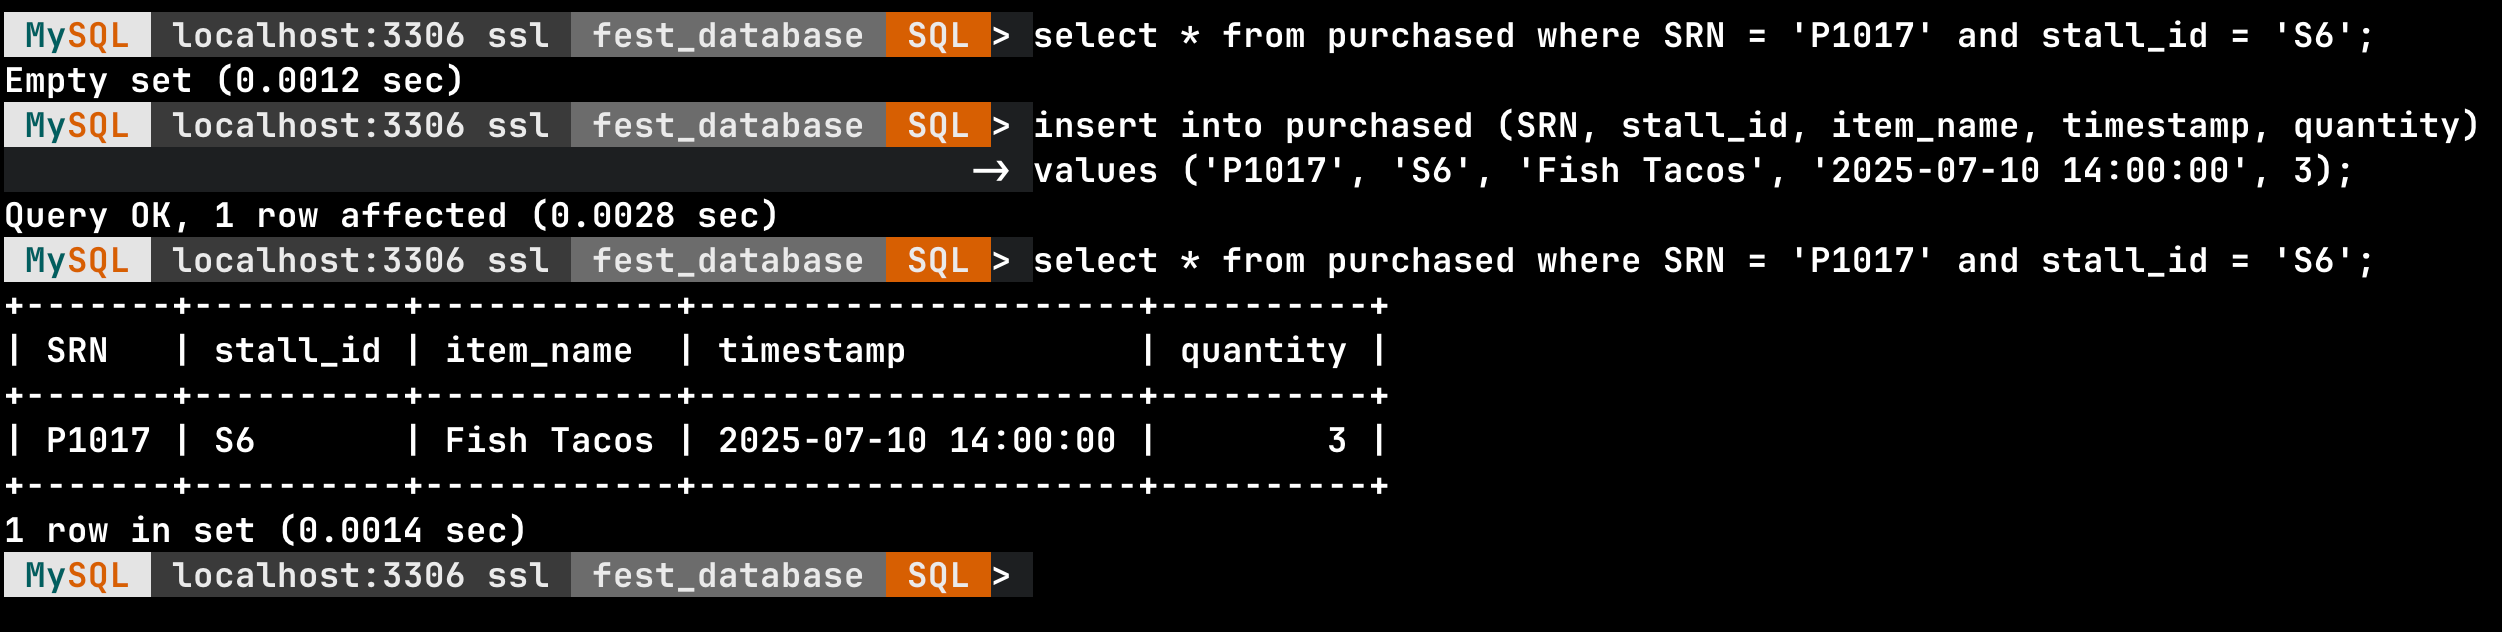 MySQL localhost:3306 ssl fest_database SQL > select * from purchased where SRN = 'P1017' and stall_id = 'S6';
Empty set (0.0012 sec)
MySQL localhost:3306 ssl fest_database SQL > insert into purchased (SRN, stall_id, item_name, timestamp, quantity)
→ values ('P1017', 'S6', 'Fish Tacos', '2025-07-10 14:00:00', 3);
Query OK, 1 row affected (0.0028 sec)
MySQL localhost:3306 ssl fest_database SQL > select * from purchased where SRN = 'P1017' and stall_id = 'S6';
+-------+----------+------------+---------------------+----------+
| SRN   | stall_id | item_name  | timestamp           | quantity |
+-------+----------+------------+---------------------+----------+
| P1017 | S6       | Fish Tacos | 2025-07-10 14:00:00 |        3 |
+-------+----------+------------+---------------------+----------+
1 row in set (0.0014 sec)
MySQL localhost:3306 ssl fest_database SQL >